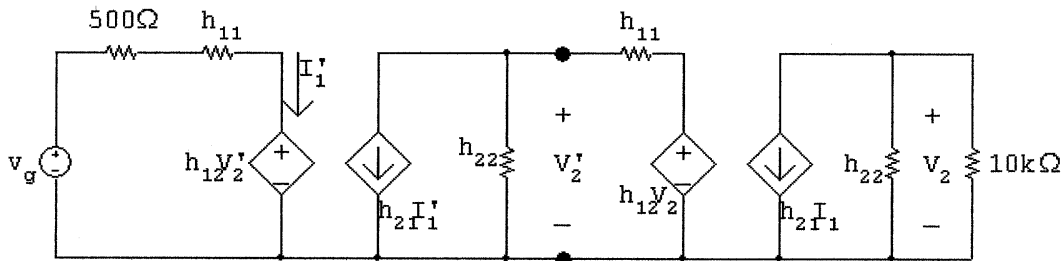 500Ω
h11
I1'
vg
+
−
h12V2'
+
−
h21I1'
h22
+
V2'
−
h11
h12V2
+
−
h21I1
h22
+
V2
−
10kΩ